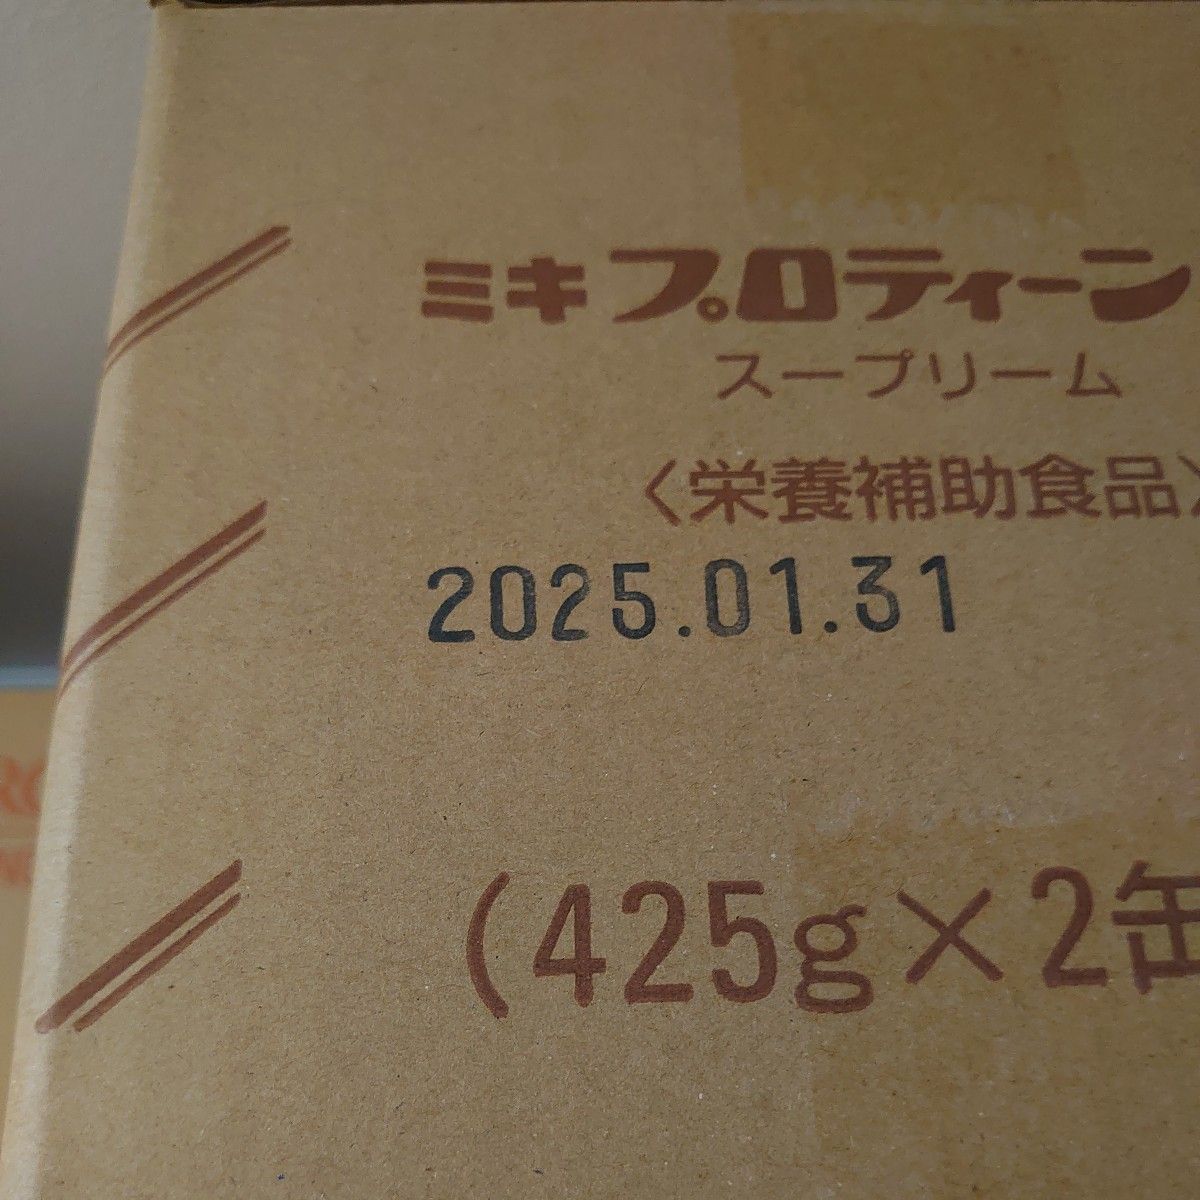 ミキプロティーン
スープリーム
〈栄養補助食品〉
2025.01.31
(425g×2缶